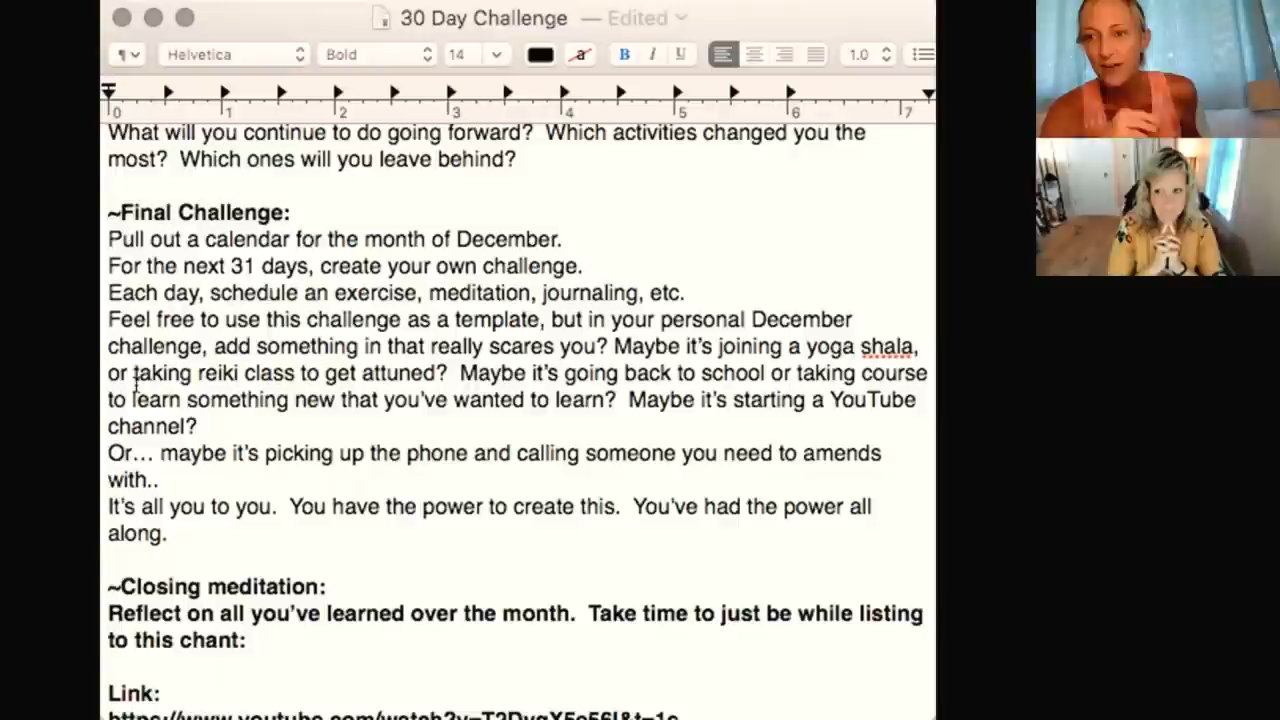 30 Day Challenge — Edited
¶ Helvetica Bold 14 a B I U 1.0
0 1 2 3 4 5 6 7
What will you continue to do going forward?  Which activities changed you the
most?  Which ones will you leave behind?
~Final Challenge:
Pull out a calendar for the month of December.
For the next 31 days, create your own challenge.
Each day, schedule an exercise, meditation, journaling, etc.
Feel free to use this challenge as a template, but in your personal December
challenge, add something in that really scares you? Maybe it's joining a yoga shala,
or taking reiki class to get attuned?  Maybe it's going back to school or taking course
to learn something new that you've wanted to learn?  Maybe it's starting a YouTube
channel?
Or… maybe it's picking up the phone and calling someone you need to amends
with..
It's all you to you.  You have the power to create this.  You've had the power all
along.
~Closing meditation:
Reflect on all you've learned over the month.  Take time to just be while listing
to this chant:
Link: